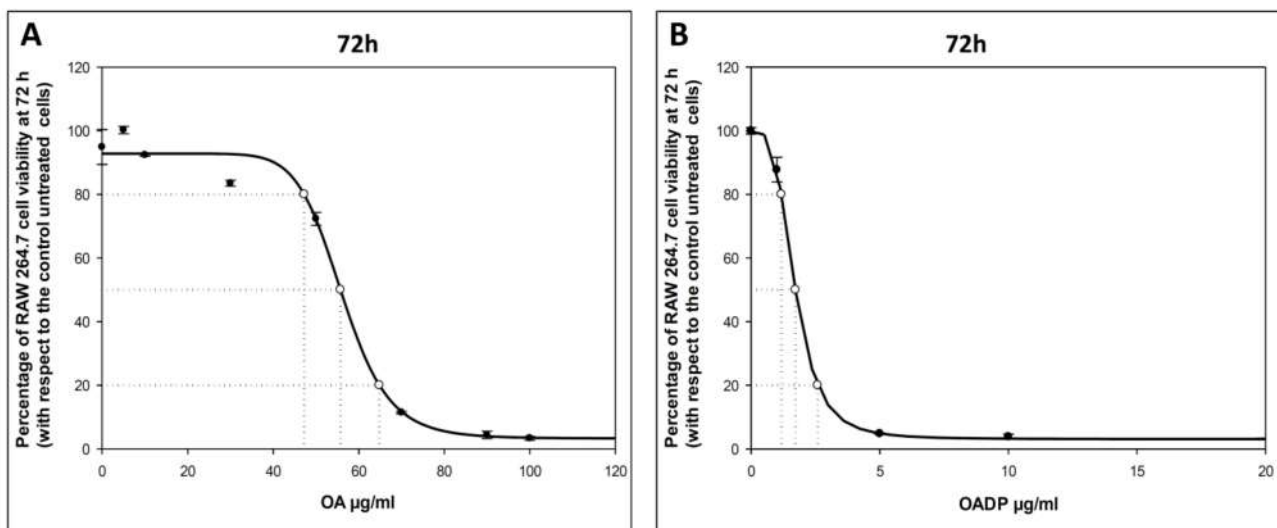 A
72h
Percentage of RAW 264.7 cell viability at 72 h
(with respect to the control untreated cells)
120
100
80
60
40
20
0
0 20 40 60 80 100 120
OA µg/ml
B
72h
Percentage of RAW 264.7 cell viability at 72 h
(with respect to the control untreated cells)
120
100
80
60
40
20
0
0 5 10 15 20
OADP µg/ml